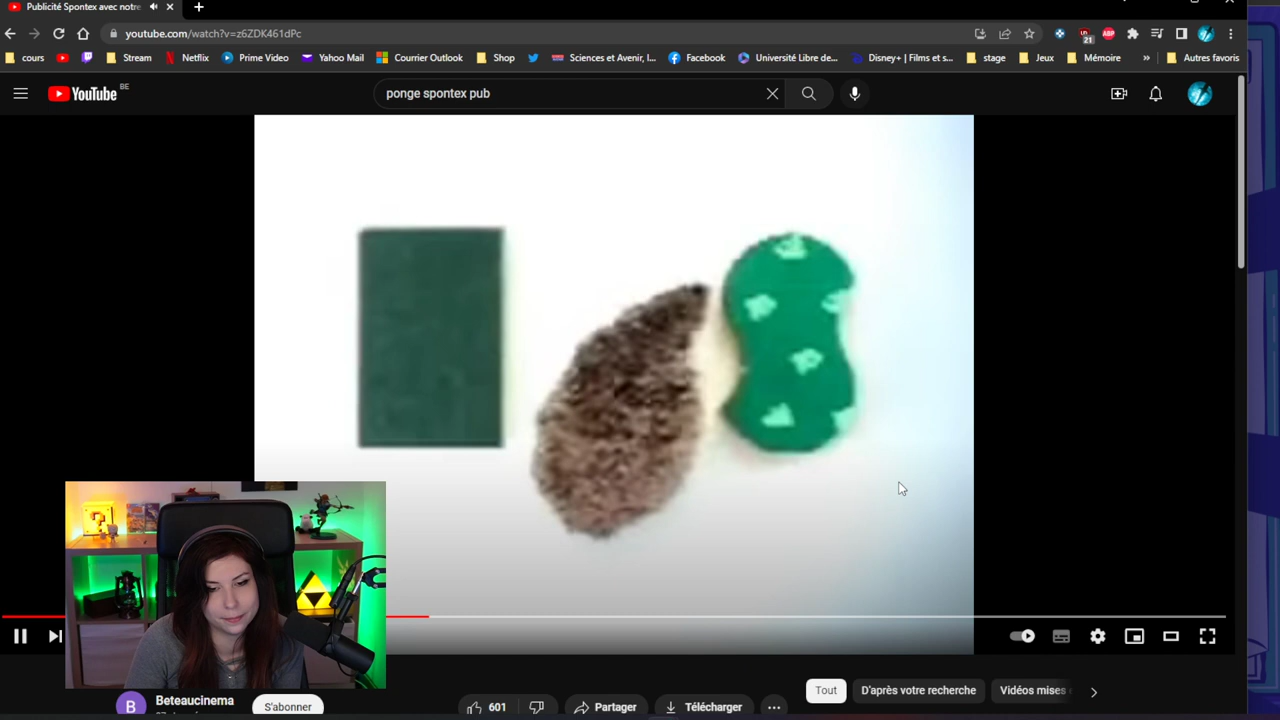 Publicité Spontex avec notre
youtube.com/watch?v=z6ZDK461dPc
21
ABP
cours
Stream
Netflix
Prime Video
Yahoo Mail
Courrier Outlook
Shop
Sciences et Avenir, l...
Facebook
Université Libre de...
Disney+ | Films et s...
stage
Jeux
Mémoire
»
Autres favoris
YouTube BE
ponge spontex pub
B
Beteaucinema
S'abonner
601
Partager
Télécharger
Tout
D'après votre recherche
Vidéos mises